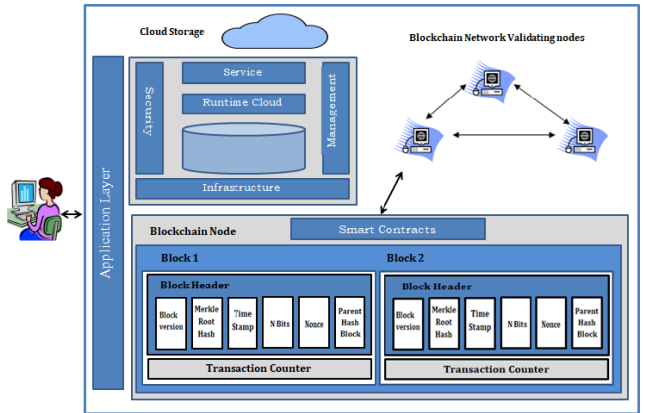 Cloud Storage
Blockchain Network Validating nodes
Application Layer
Security
Service
Runtime Cloud
Management
Infrastructure
Blockchain Node
Smart Contracts
Block 1
Block Header
Block
version
Merkle
Root
Hash
Time
Stamp
N Bits
Nonce
Parent
Hash
Block
Transaction Counter
Block 2
Block Header
Block
version
Merkle
Root
Hash
Time
Stamp
N Bits
Nonce
Parent
Hash
Block
Transaction Counter